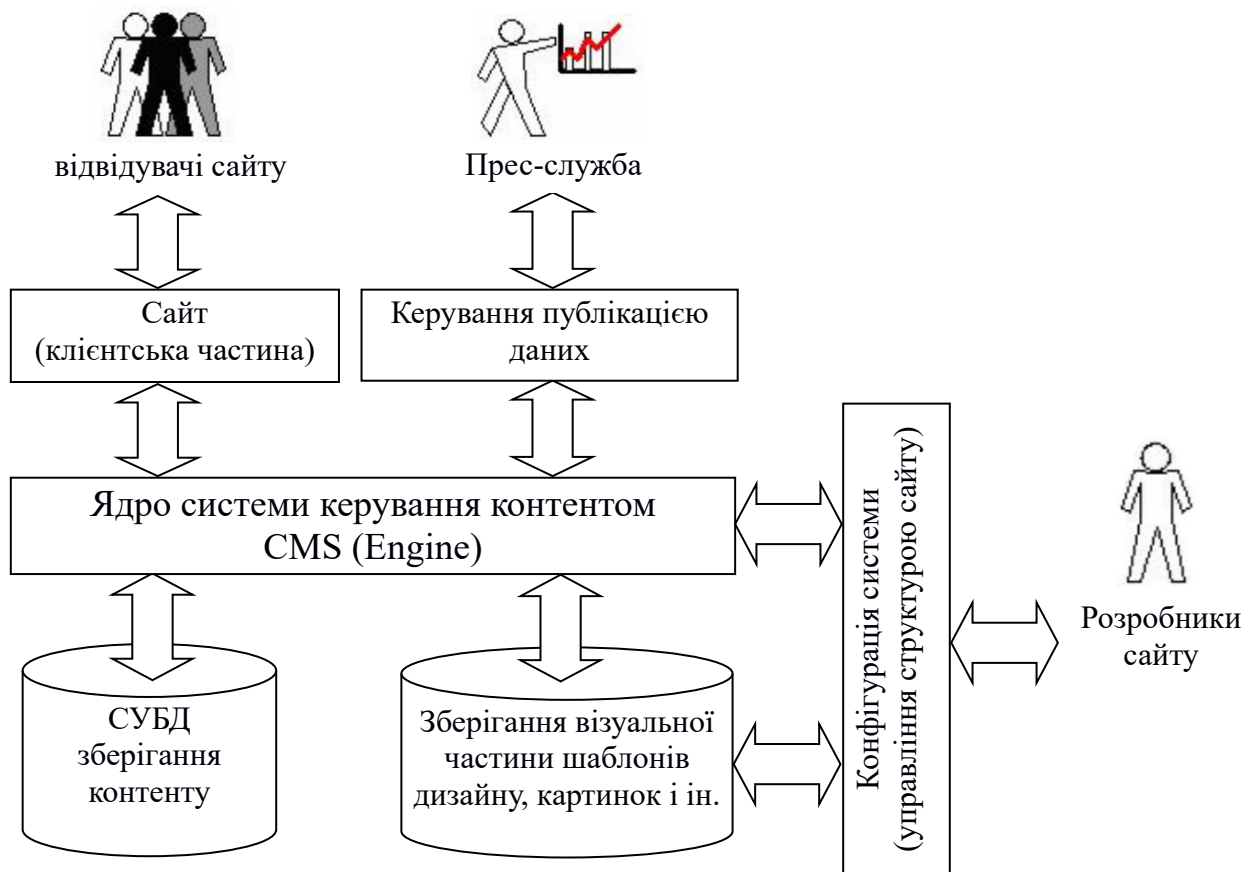 відвідувачі сайту
Прес-служба
Сайт
(клієнтська частина)
Керування публікацією
даних
Ядро системи керування контентом
CMS (Engine)
Конфігурація системи
(управління структурою сайту)
Розробники
сайту
СУБД
зберігання
контенту
Зберігання візуальної
частини шаблонів
дизайну, картинок і ін.